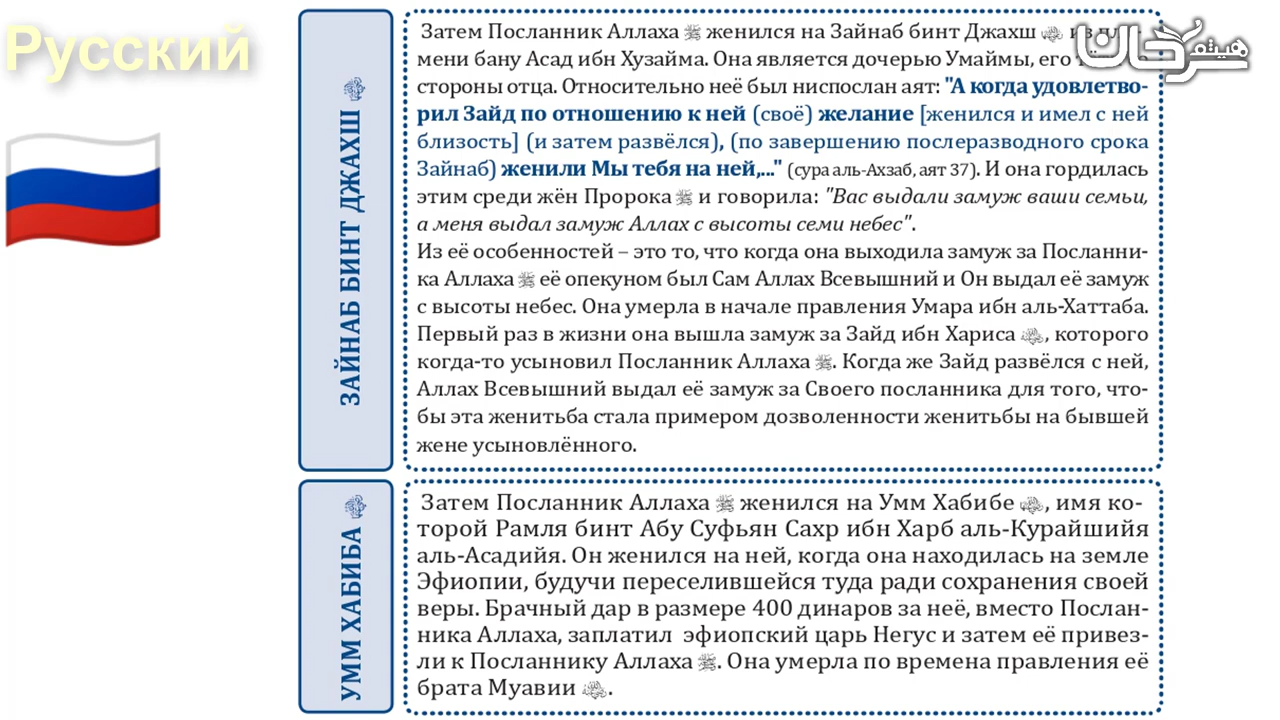 Русский
ЗАЙНАБ БИНТ ДЖАХШ
Затем Посланник Аллаха ﷺ женился на Зайнаб бинт Джахш из пле-
мени бану Асад ибн Хузайма. Она является дочерью Умаймы, его
стороны отца. Относительно неё был ниспослан аят: "А когда удовлетво-
рил Зайд по отношению к ней (своё) желание [женился и имел с ней
близость] (и затем развёлся), (по завершению послеразводного срока
Зайнаб) женили Мы тебя на ней,..." (сура аль-Ахзаб, аят 37). И она гордилась
этим среди жён Пророка ﷺ и говорила: "Вас выдали замуж ваши семьи,
а меня выдал замуж Аллах с высоты семи небес".
Из её особенностей – это то, что когда она выходила замуж за Посланни-
ка Аллаха ﷺ её опекуном был Сам Аллах Всевышний и Он выдал её замуж
с высоты небес. Она умерла в начале правления Умара ибн аль-Хаттаба.
Первый раз в жизни она вышла замуж за Зайд ибн Хариса , которого
когда-то усыновил Посланник Аллаха ﷺ. Когда же Зайд развёлся с ней,
Аллах Всевышний выдал её замуж за Своего посланника для того, что-
бы эта женитьба стала примером дозволенности женитьбы на бывшей
жене усыновлённого.
УММ ХАБИБА
Затем Посланник Аллаха ﷺ женился на Умм Хабибе , имя ко-
торой Рамля бинт Абу Суфьян Сахр ибн Харб аль-Курайшийя
аль-Асадийя. Он женился на ней, когда она находилась на земле
Эфиопии, будучи переселившейся туда ради сохранения своей
веры. Брачный дар в размере 400 динаров за неё, вместо Послан-
ника Аллаха, заплатил эфиопский царь Негус и затем её привез-
ли к Посланнику Аллаха ﷺ. Она умерла по времена правления её
брата Муавии .